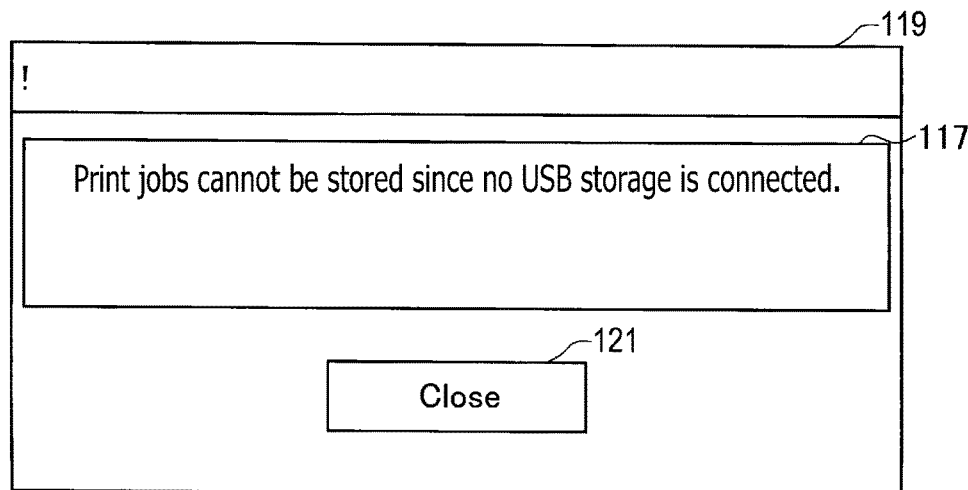 119
!
117
Print jobs cannot be stored since no USB storage is connected.
121
Close